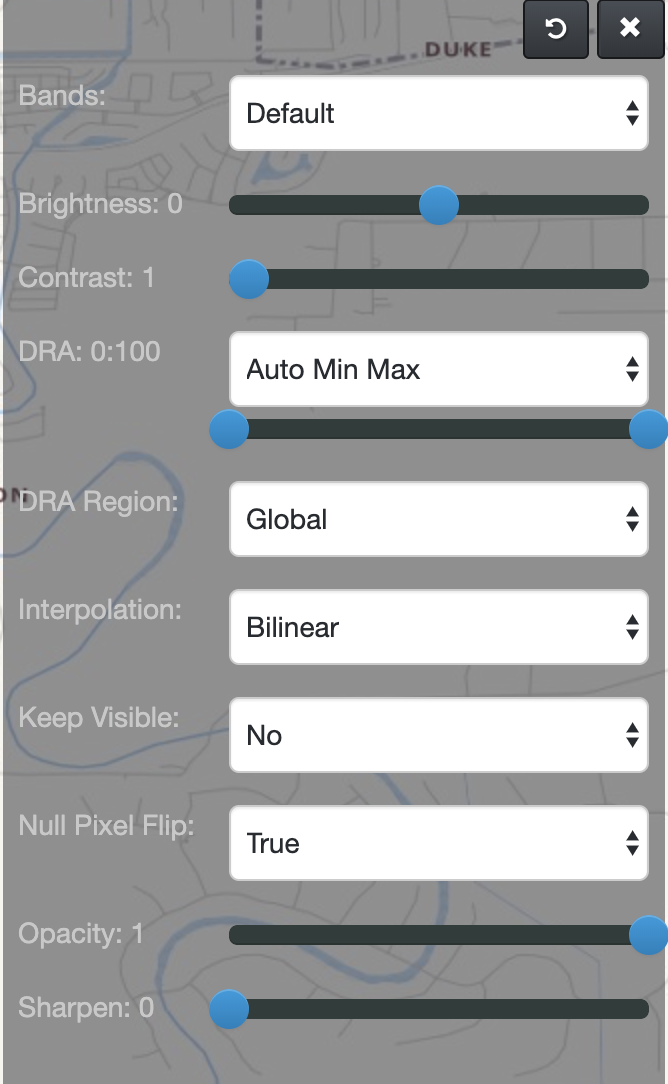 DUKE
Bands:
Default
Brightness: 0
Contrast: 1
DRA: 0:100
Auto Min Max
ON
DRA Region:
Global
Interpolation:
Bilinear
Keep Visible:
No
Null Pixel Flip:
True
Opacity: 1
Sharpen: 0